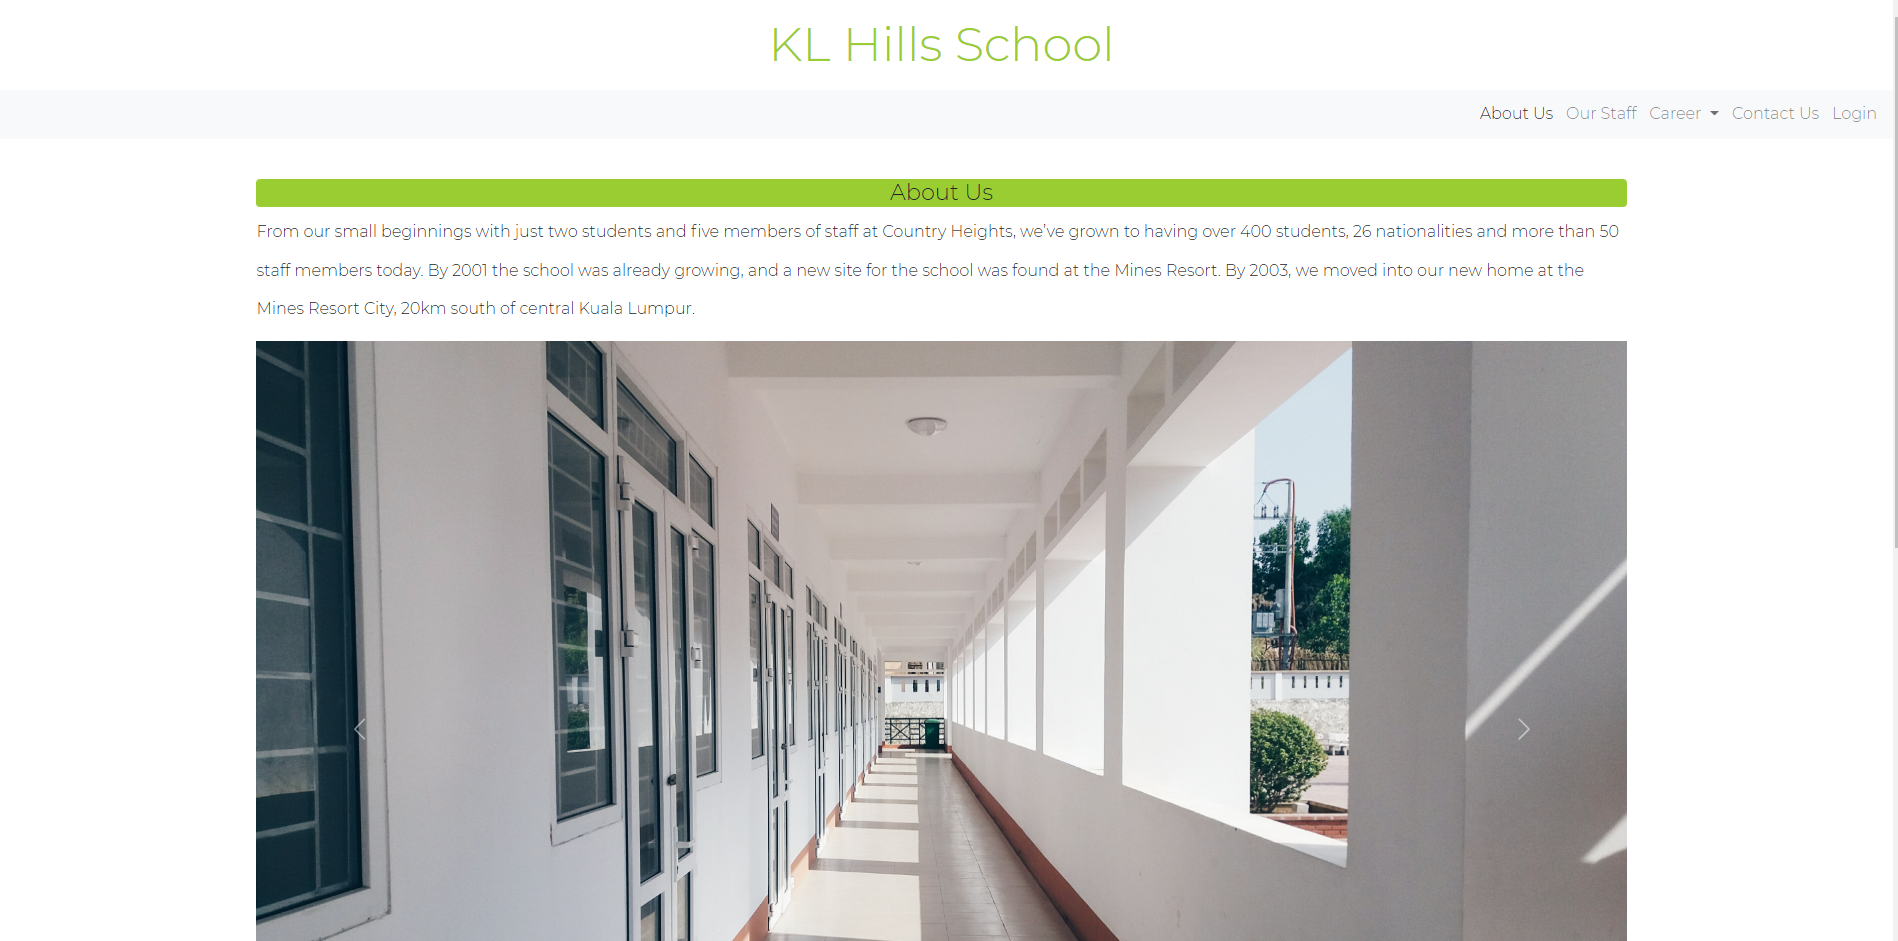 KL Hills School
About Us Our Staff Career Contact Us Login
About Us
From our small beginnings with just two students and five members of staff at Country Heights, we've grown to having over 400 students, 26 nationalities and more than 50
staff members today. By 2001 the school was already growing, and a new site for the school was found at the Mines Resort. By 2003, we moved into our new home at the
Mines Resort City, 20km south of central Kuala Lumpur.